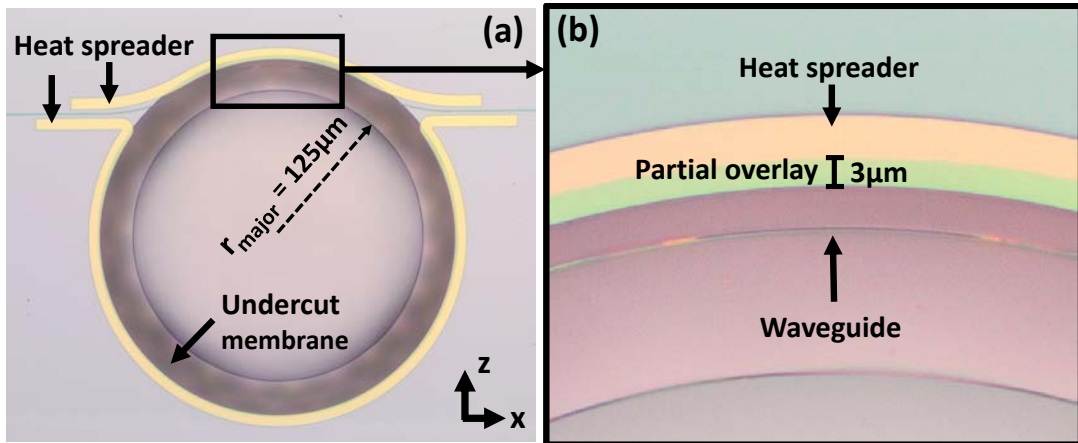 (a)
Heat spreader
r major = 125μm
Undercut
membrane
z
x
(b)
Heat spreader
Partial overlay
3μm
Waveguide